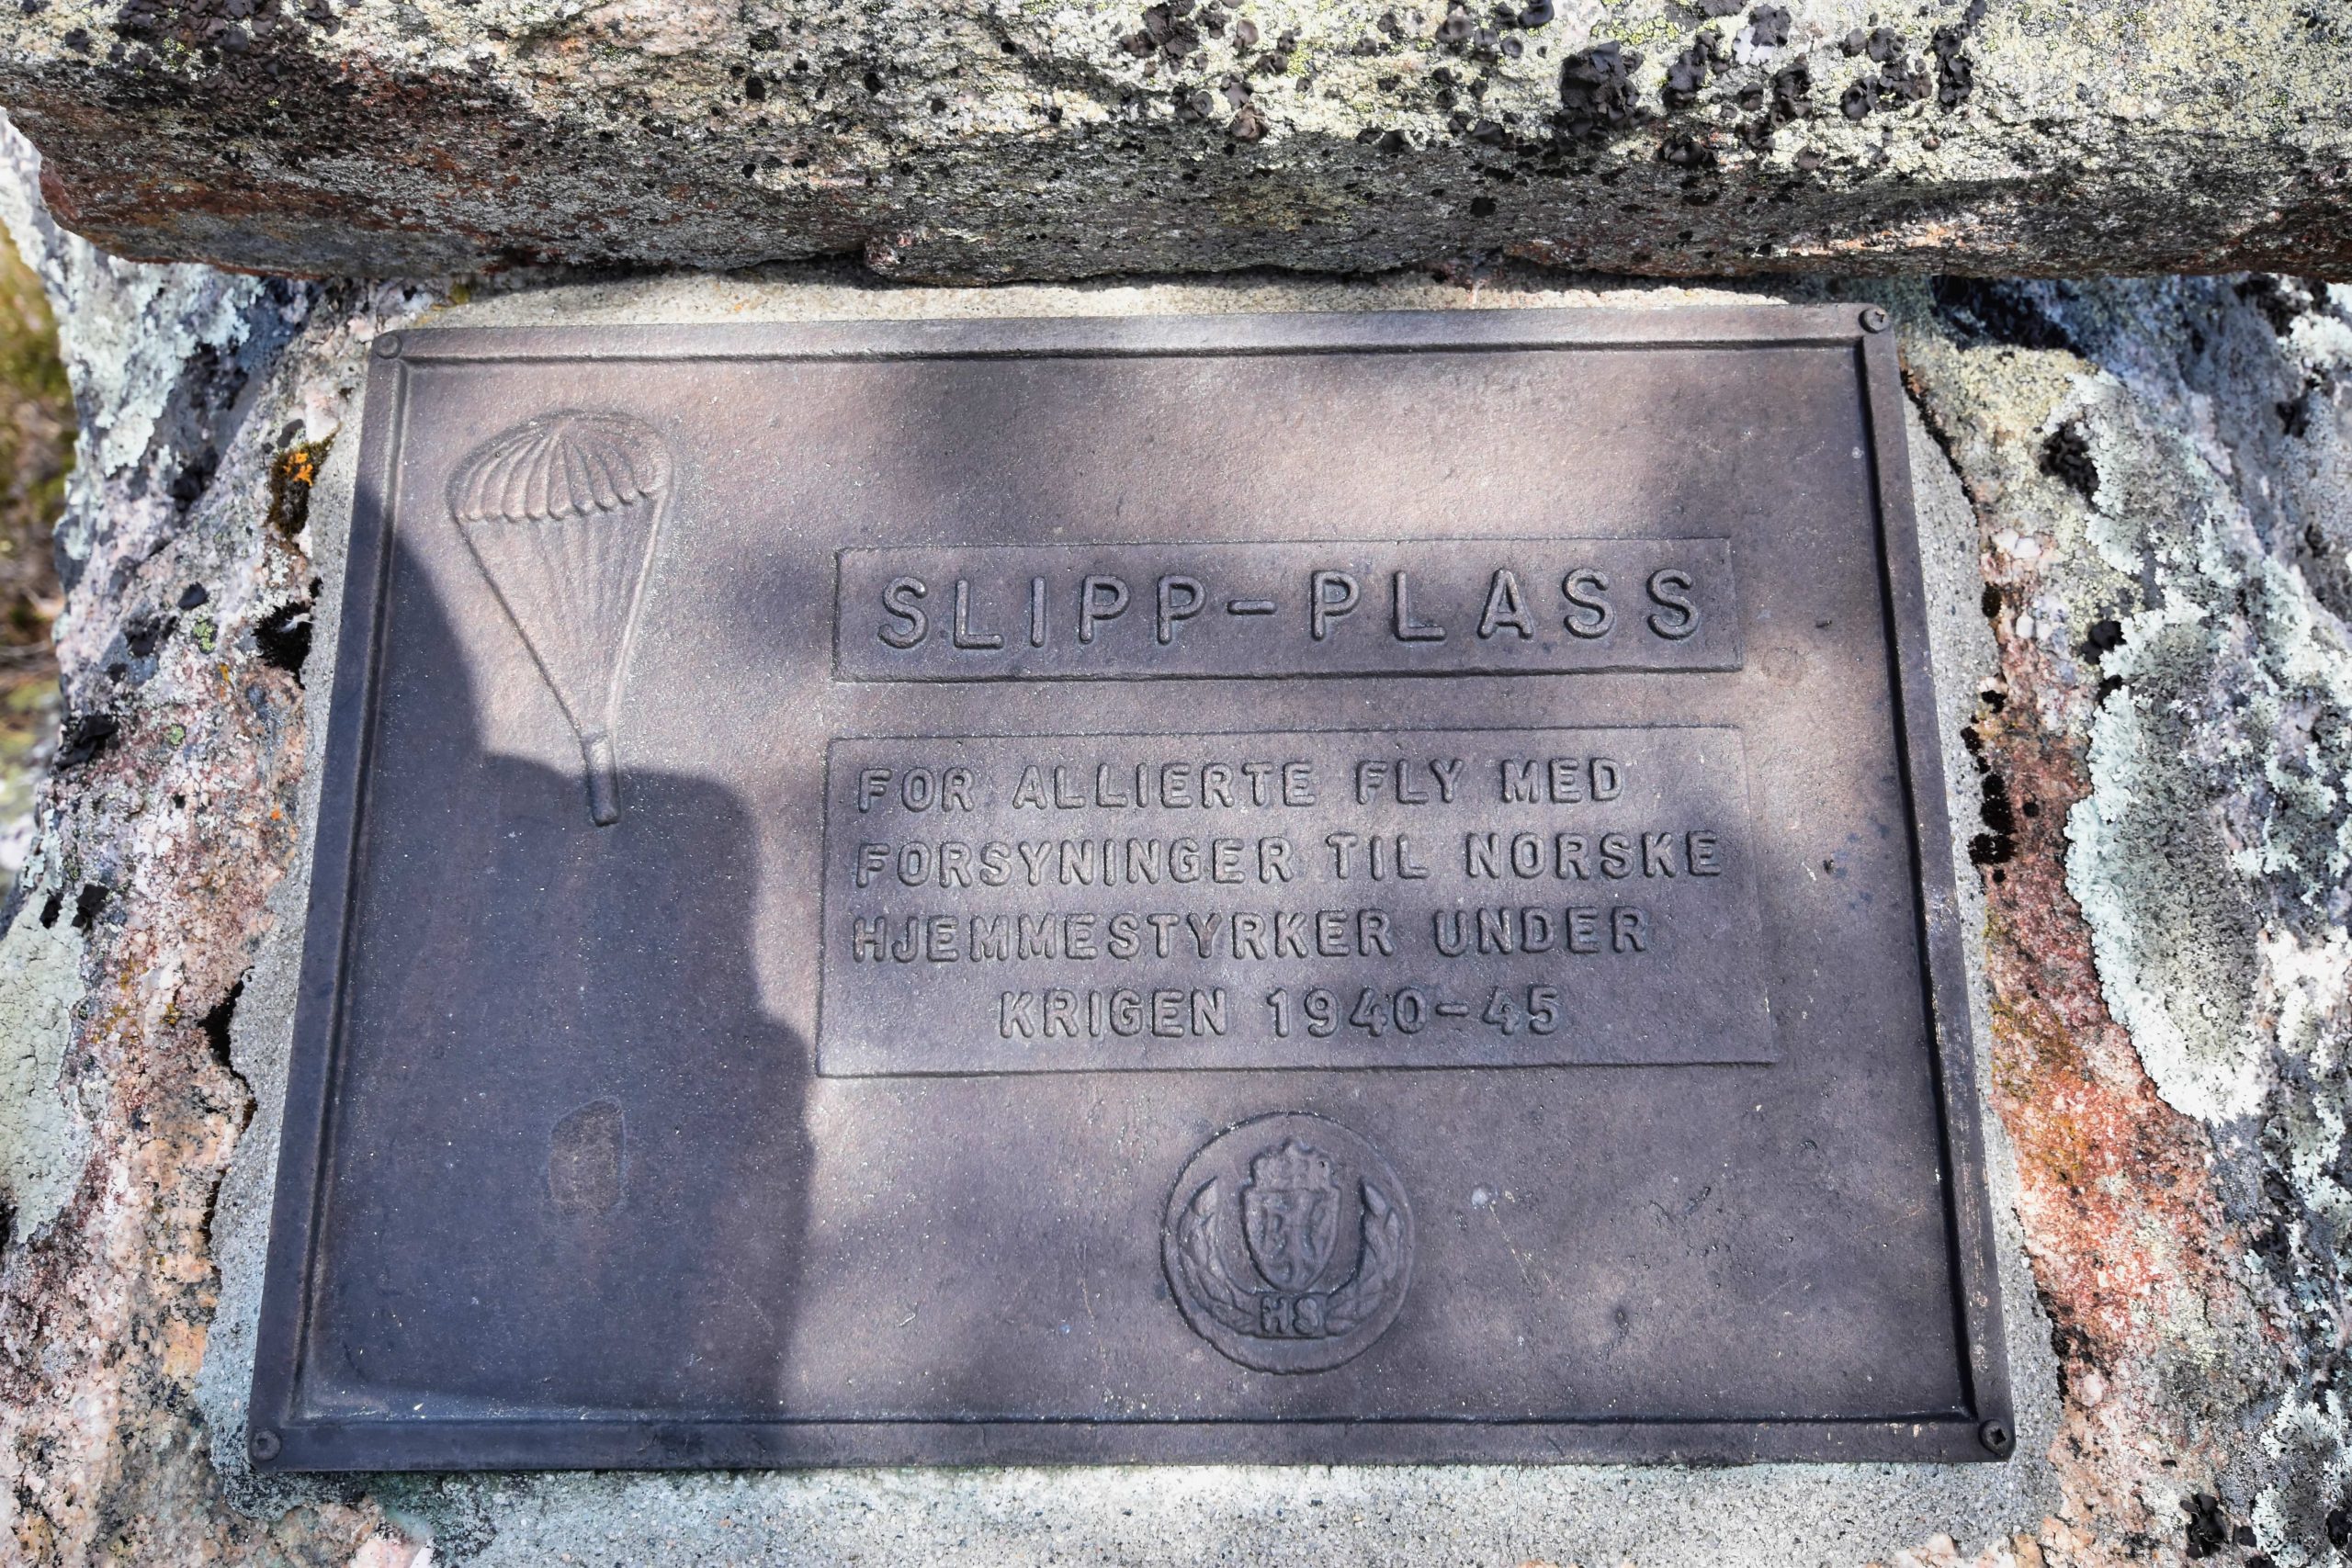 SLIPP-PLASS
FOR ALLIERTE FLY MED
FORSYNINGER TIL NORSKE
HJEMMESTYRKER UNDER
KRIGEN 1940-45
HS